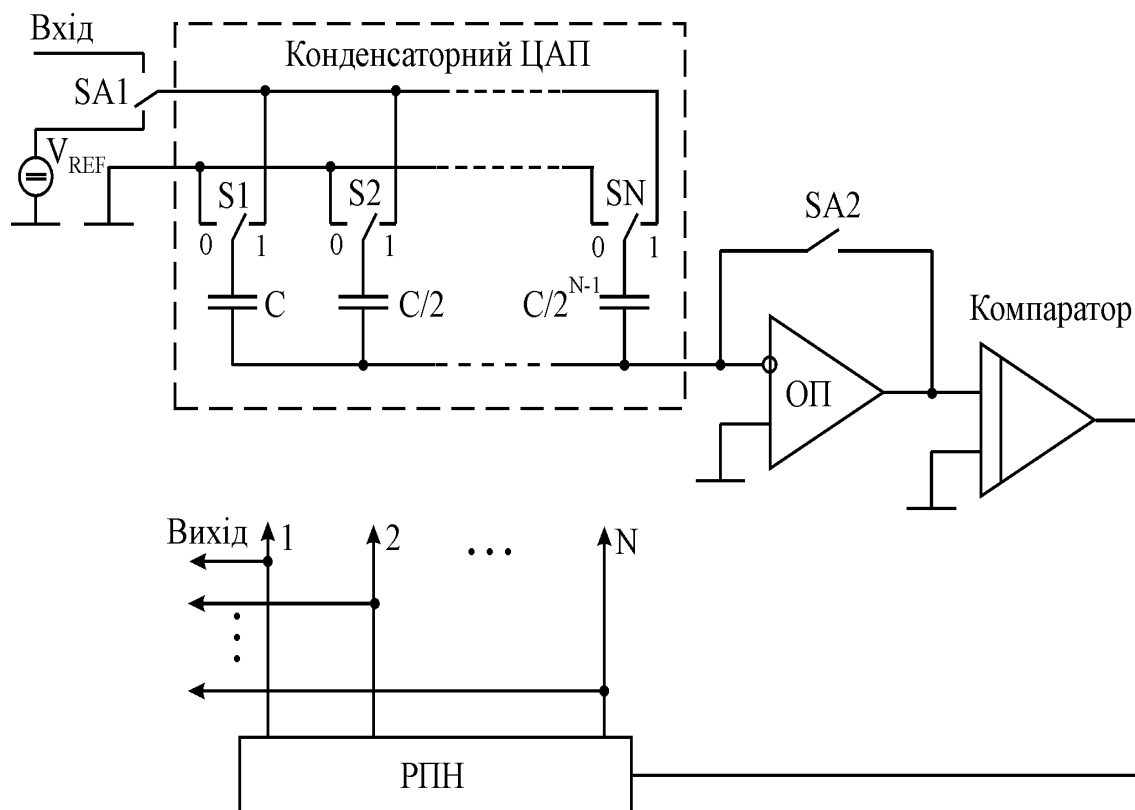 Вхід
Конденсаторний ЦАП
SA1
VREF
S1
S2
SN
SA2
0 1 0 1 0 1
C
C/2
C/2^N-1
Компаратор
ОП
Вихід
1
2
...
N
РПН